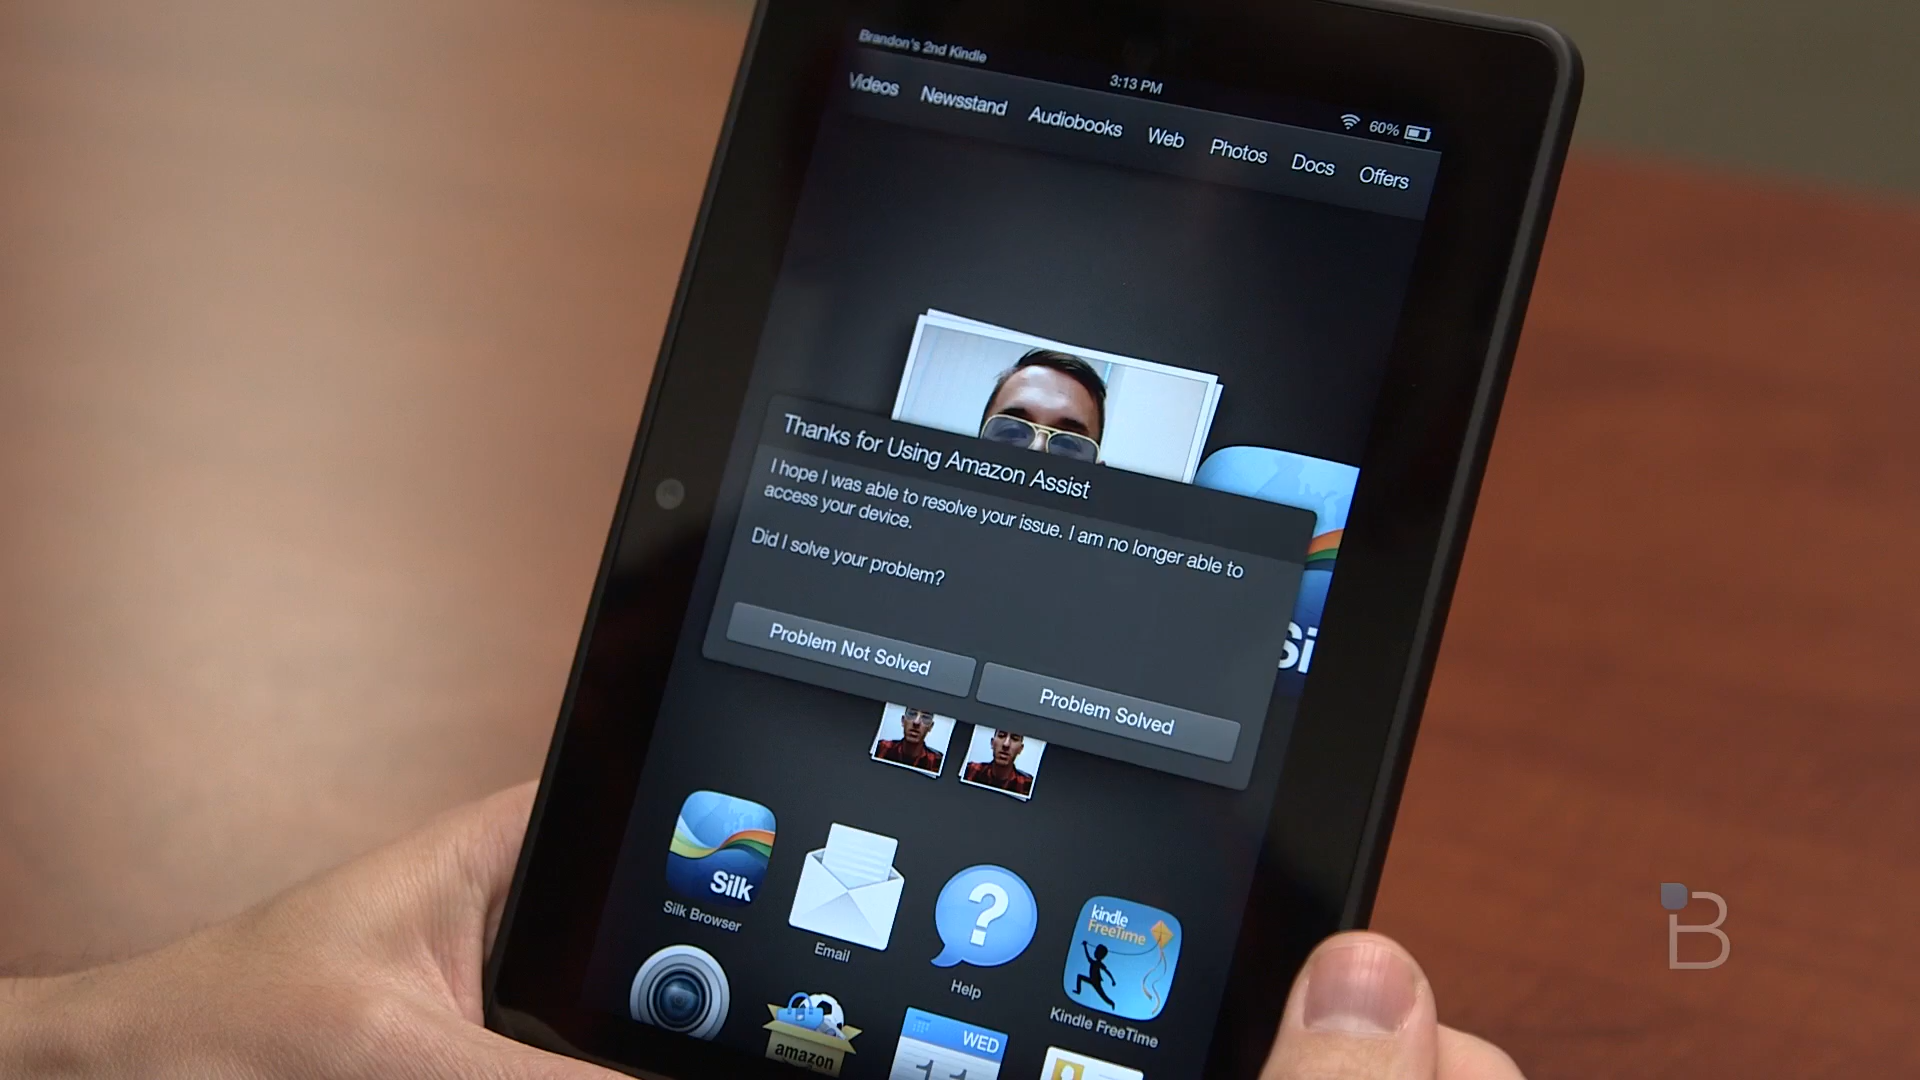 Brandon's 2nd Kindle
3:13 PM
60%
Videos Newsstand Audiobooks Web Photos Docs Offers
Thanks for Using Amazon Assist
I hope I was able to resolve your issue. I am no longer able to
access your device.
Did I solve your problem?
Problem Not Solved
Problem Solved
Si
Silk
kindle
FreeTime
Silk Browser
Email
Help
Kindle FreeTime
amazon
WED
11
B